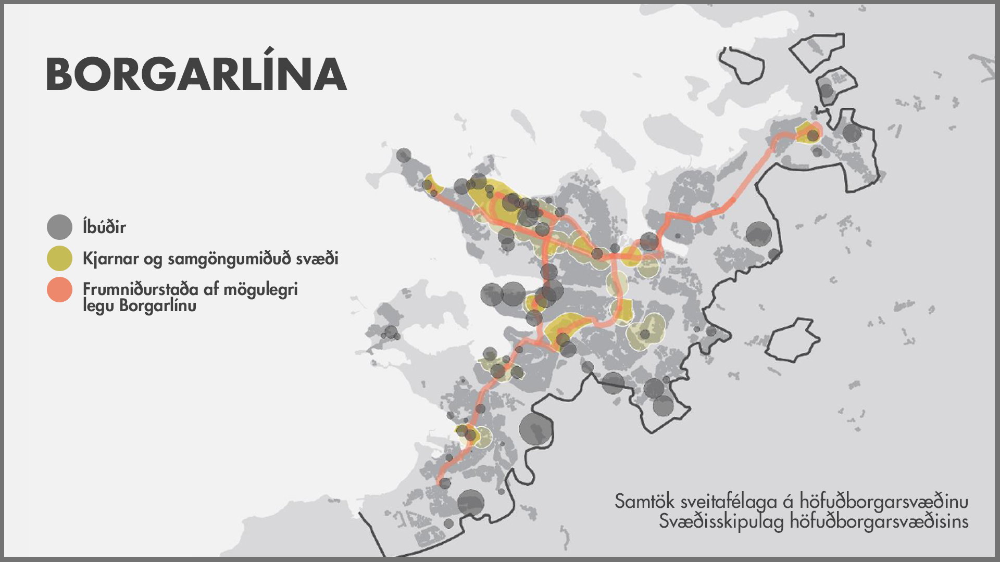 BORGARLÍNA
Íbúðir
Kjarnar og samgöngumiðuð svæði
Frumniðurstaða af mögulegri
legu Borgarlínu
Samtök sveitafélaga á höfuðborgarsvæðinu
Svæðisskipulag höfuðborgarsvæðisins